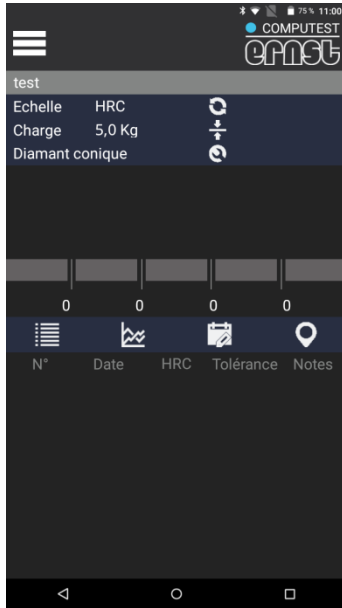 75 % 11:00
COMPUTEST
ernst
test
Echelle HRC
Charge 5,0 Kg
Diamant conique
0 0 0 0
N° Date HRC Tolérance Notes